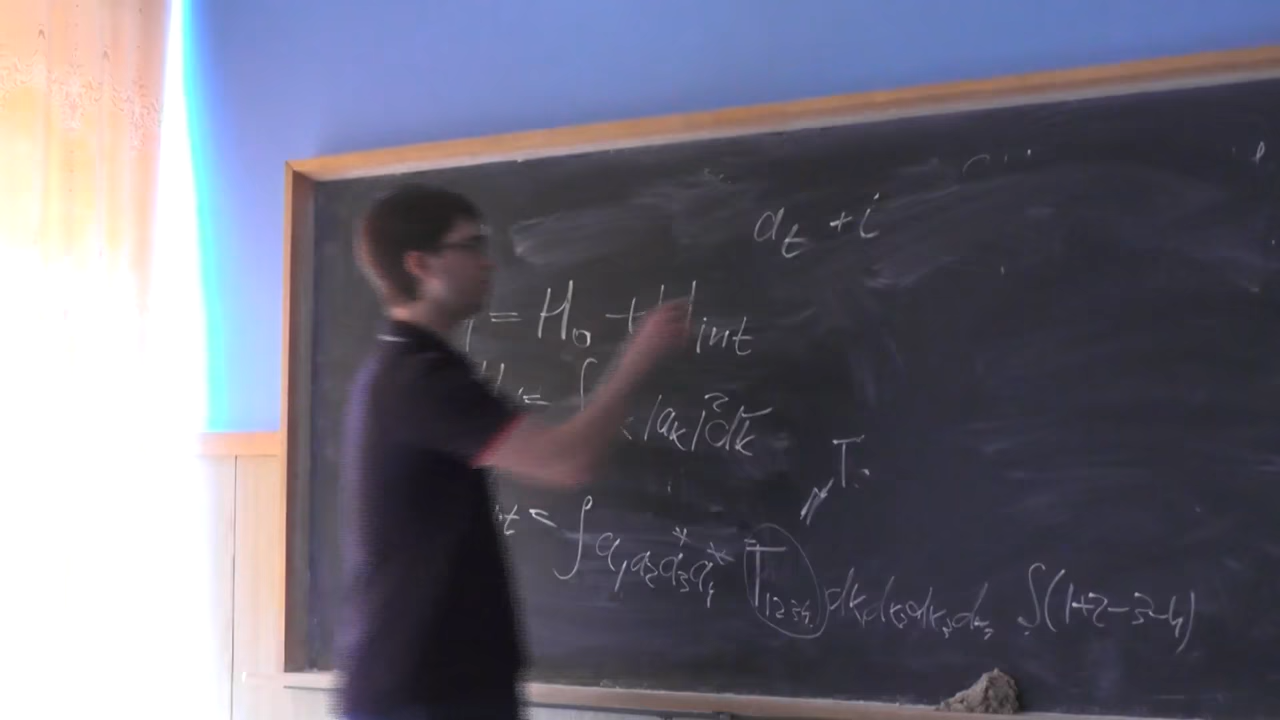 a_t + i
= H_0 + H_int
= ∫ |a_k|^2 dk
T
t = ∫ a_1 a_2 a_3^* a_4^* T_1234 dk_1 dk_2 dk_3 dk_4 δ(1+2-3-4)